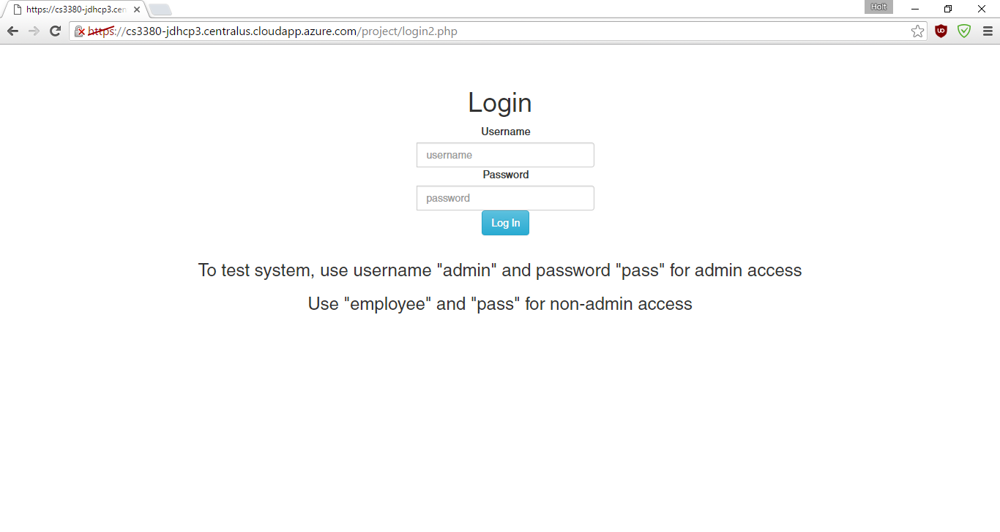 https://cs3380-jdhcp3.cen
Holt
https://cs3380-jdhcp3.centralus.cloudapp.azure.com/project/login2.php
Login
Username
username
Password
password
Log In
To test system, use username "admin" and password "pass" for admin access
Use "employee" and "pass" for non-admin access